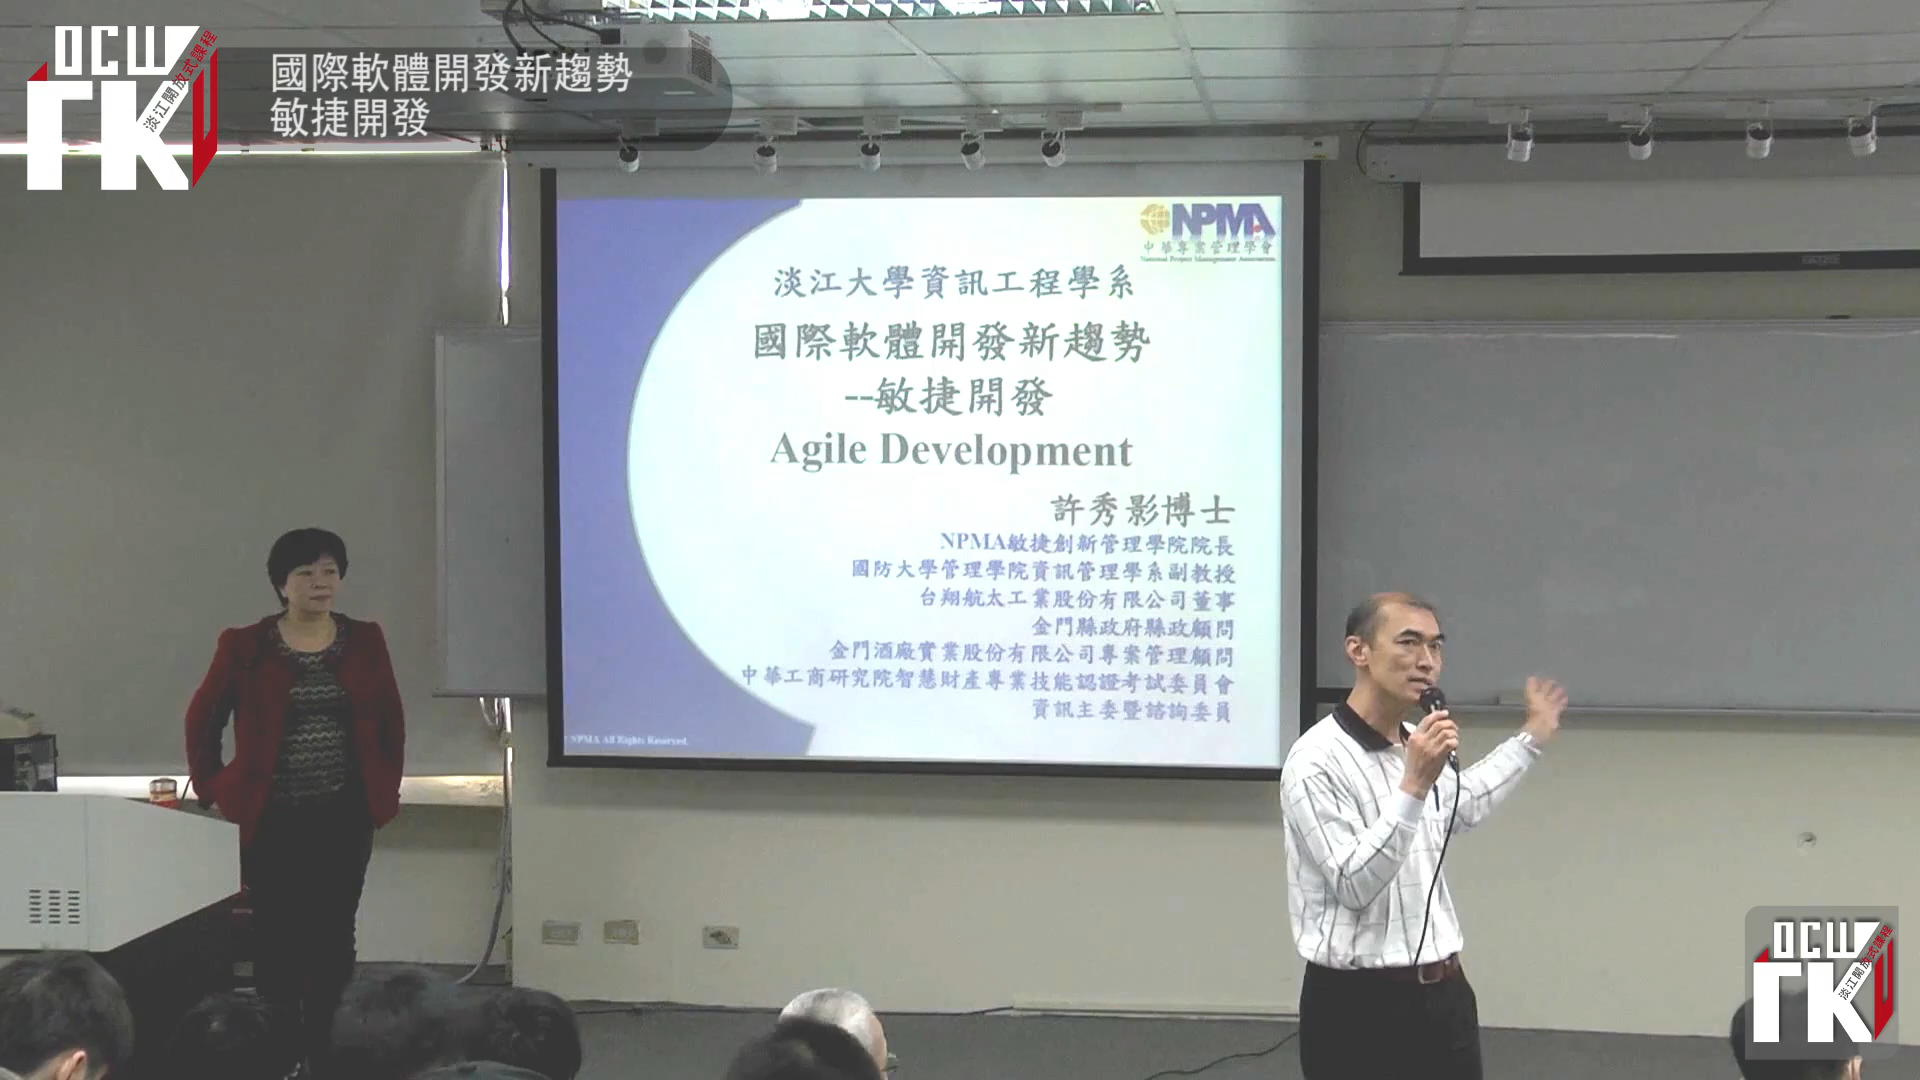 OCW
TKU
淡江開放式課程
國際軟體開發新趨勢
敏捷開發
NPMA
中華專案管理學會
National Project Management Association
淡江大學資訊工程學系
國際軟體開發新趨勢
--敏捷開發
Agile Development
許秀影博士
NPMA敏捷創新管理學院院長
國防大學管理學院資訊管理學系副教授
台翔航太工業股份有限公司董事
金門縣政府縣政顧問
金門酒廠實業股份有限公司專案管理顧問
中華工商研究院智慧財產專業技能認證考試委員會
資訊主委暨諮詢委員
NPMA All Rights Reserved.
OCW
TKU
淡江開放式課程